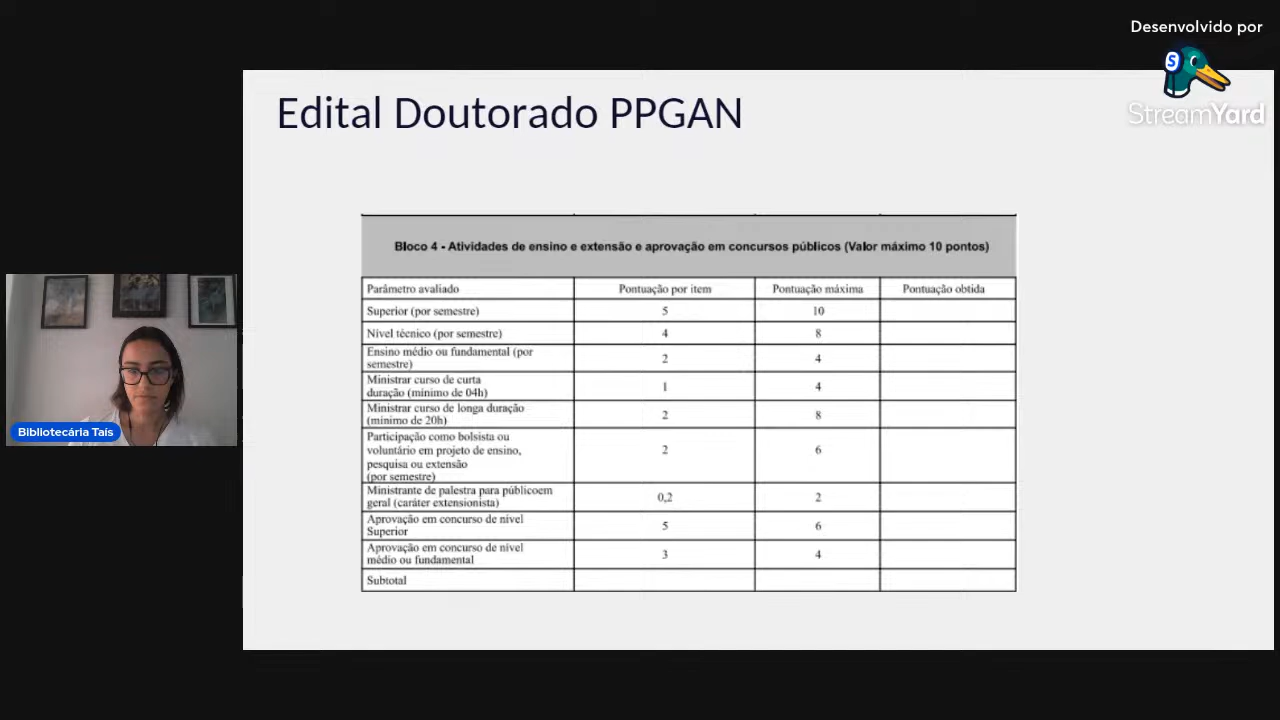 Desenvolvido por
S
StreamYard
Edital Doutorado PPGAN
Bloco 4 - Atividades de ensino e extensão e aprovação em concursos públicos (Valor máximo 10 pontos)
Parâmetro avaliado Pontuação por item Pontuação máxima Pontuação obtida
Superior (por semestre) 5 10
Nível técnico (por semestre) 4 8
Ensino médio ou fundamental (por
semestre) 2 4
Ministrar curso de curta
duração (mínimo de 04h) 1 4
Ministrar curso de longa duração
(mínimo de 20h) 2 8
Participação como bolsista ou
voluntário em projeto de ensino,
pesquisa ou extensão
(por semestre) 2 6
Ministrante de palestra para públicoem
geral (caráter extensionista) 0,2 2
Aprovação em concurso de nível
Superior 5 6
Aprovação em concurso de nível
médio ou fundamental 3 4
Subtotal
Bibliotecária Taís